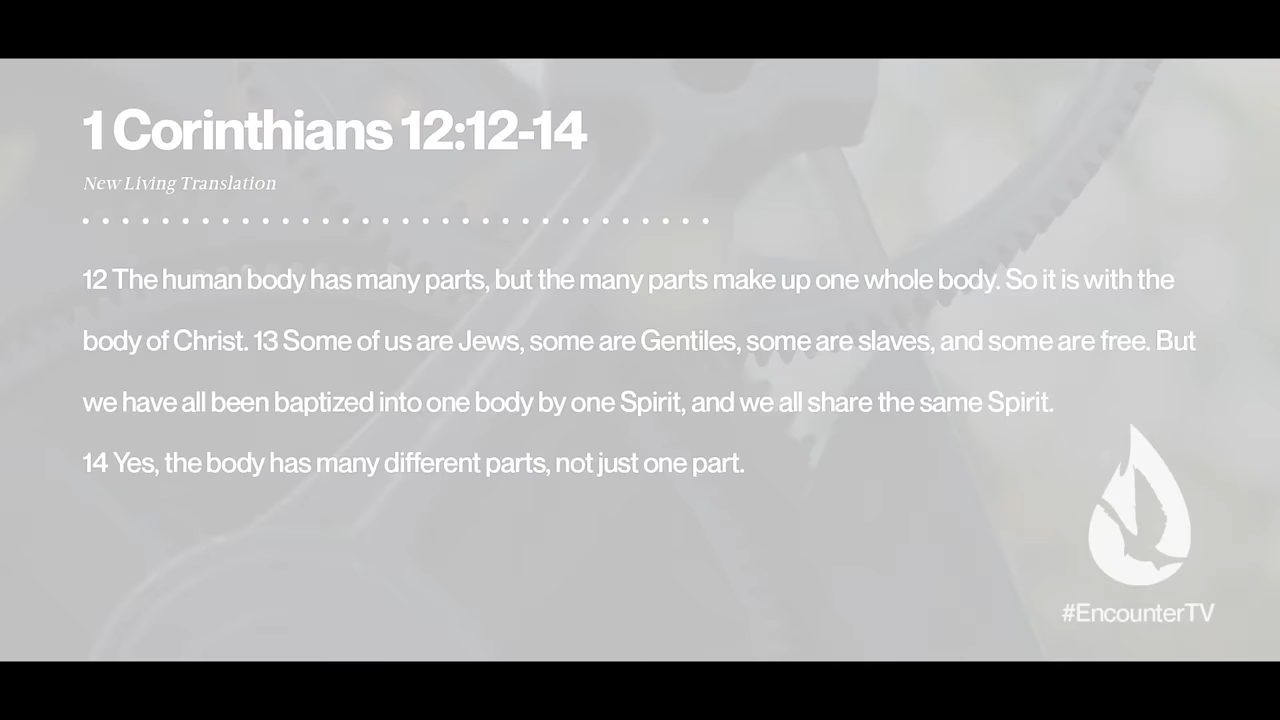 1 Corinthians 12:12-14
New Living Translation
12 The human body has many parts, but the many parts make up one whole body. So it is with the
body of Christ. 13 Some of us are Jews, some are Gentiles, some are slaves, and some are free. But
we have all been baptized into one body by one Spirit, and we all share the same Spirit.
14 Yes, the body has many different parts, not just one part.
#EncounterTV